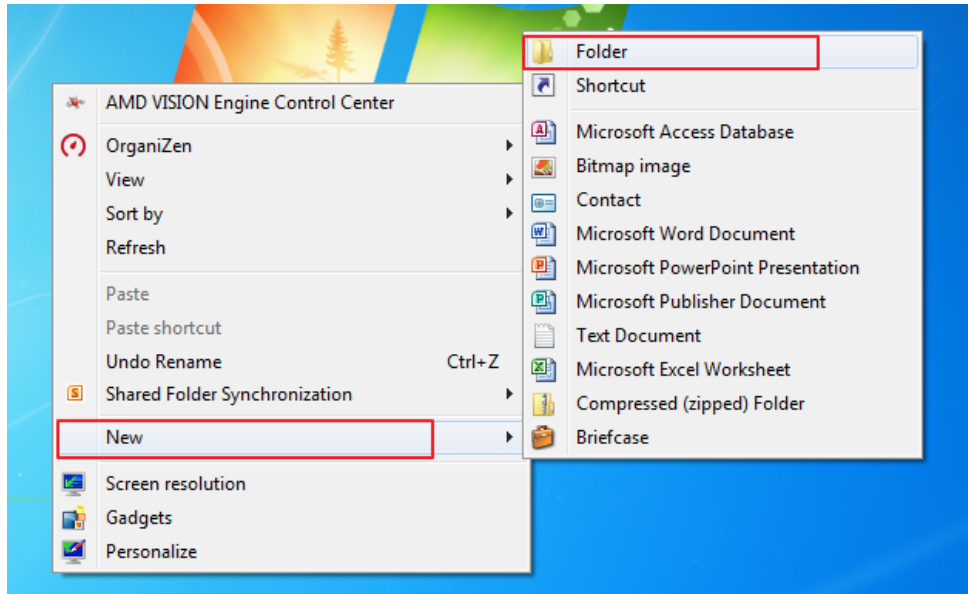 AMD VISION Engine Control Center
OrganiZen
View
Sort by
Refresh
Paste
Paste shortcut
Undo Rename Ctrl+Z
Shared Folder Synchronization
New
Screen resolution
Gadgets
Personalize
Folder
Shortcut
Microsoft Access Database
Bitmap image
Contact
Microsoft Word Document
Microsoft PowerPoint Presentation
Microsoft Publisher Document
Text Document
Microsoft Excel Worksheet
Compressed (zipped) Folder
Briefcase